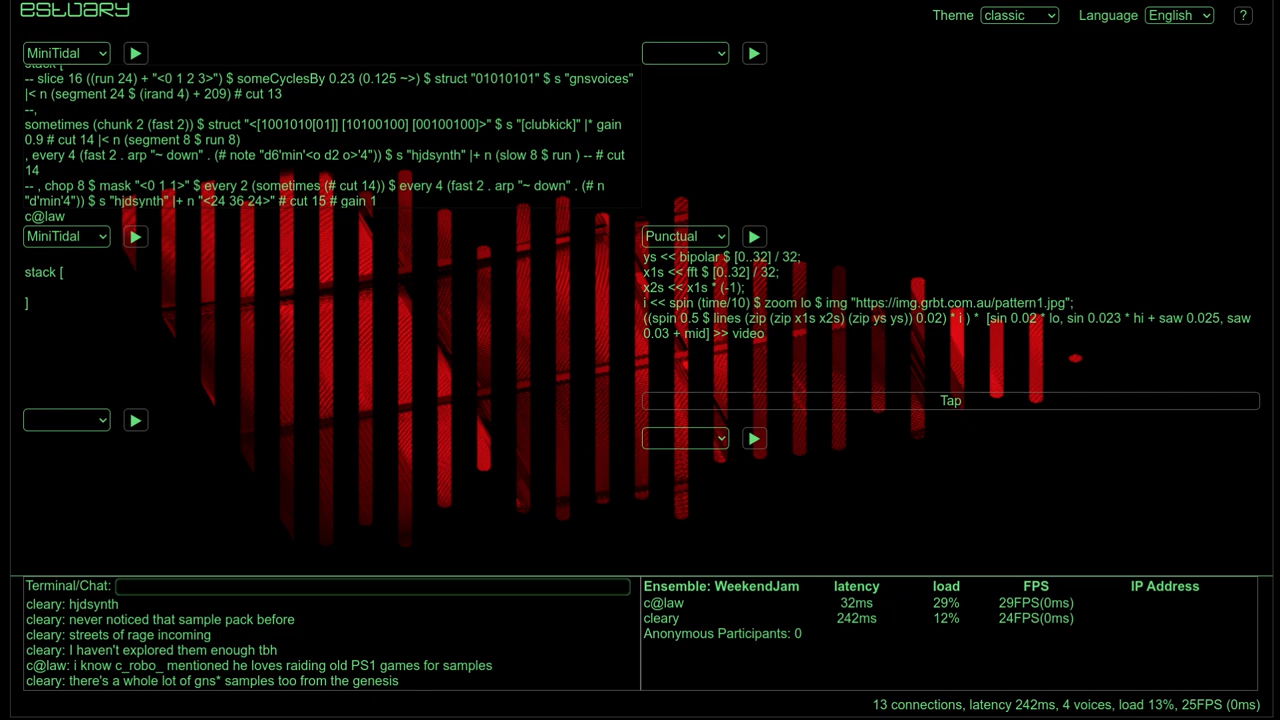 estuary
Theme classic Language English ?
MiniTidal
stack [
-- slice 16 ((run 24) + "<0 1 2 3>") $ someCyclesBy 0.23 (0.125 ~>) $ struct "01010101" $ s "gnsvoices"
|< n (segment 24 $ (irand 4) + 209) # cut 13
--,
sometimes (chunk 2 (fast 2)) $ struct "<[1001010[01]] [10100100] [00100100]>" $ s "[clubkick]" |* gain
0.9 # cut 14 |< n (segment 8 $ run 8)
, every 4 (fast 2 . arp "~ down" . (# note "d6'min'<o d2 o>'4")) $ s "hjdsynth" |+ n (slow 8 $ run ) -- # cut
14
-- , chop 8 $ mask "<0 1 1>" $ every 2 (sometimes (# cut 14)) $ every 4 (fast 2 . arp "~ down" . (# n
"d'min'4")) $ s "hjdsynth" |+ n "<24 36 24>" # cut 15 # gain 1
c@law
MiniTidal
stack [
]
Punctual
ys << bipolar $ [0..32] / 32;
x1s << fft $ [0..32] / 32;
x2s << x1s * (-1);
i << spin (time/10) $ zoom lo $ img "https://img.grbt.com.au/pattern1.jpg";
((spin 0.5 $ lines (zip (zip x1s x2s) (zip ys ys)) 0.02) * i ) * [sin 0.02 * lo, sin 0.023 * hi + saw 0.025, saw
0.03 + mid] >> video
Tap
Terminal/Chat:
cleary: hjdsynth
cleary: never noticed that sample pack before
cleary: streets of rage incoming
cleary: I haven't explored them enough tbh
c@law: i know c_robo_ mentioned he loves raiding old PS1 games for samples
cleary: there's a whole lot of gns* samples too from the genesis
Ensemble: WeekendJam latency load FPS IP Address
c@law 32ms 29% 29FPS(0ms)
cleary 242ms 12% 24FPS(0ms)
Anonymous Participants: 0
13 connections, latency 242ms, 4 voices, load 13%, 25FPS (0ms)